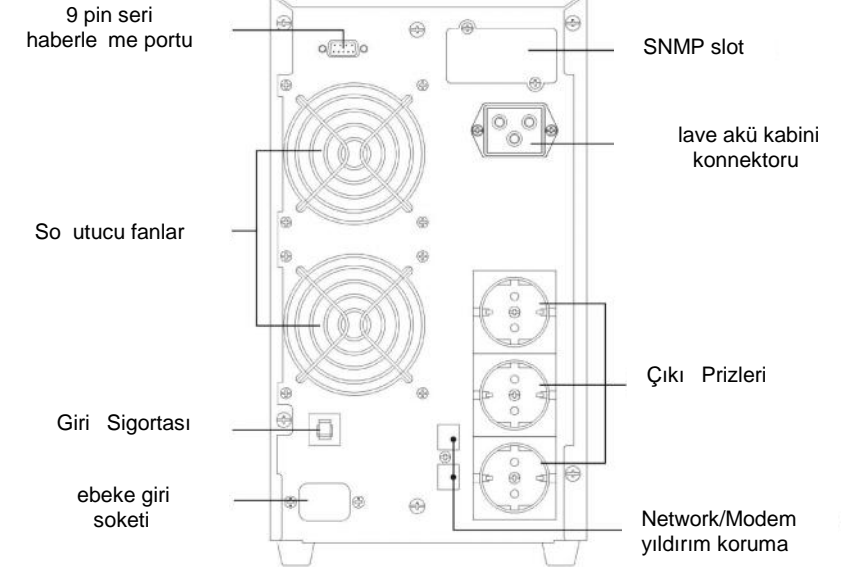 9 pin seri
haberle me portu
SNMP slot
lave akü kabini
konnektoru
So utucu fanlar
Çıkı Prizleri
Giri Sigortası
ebeke giri
soketi
Network/Modem
yıldırım koruma